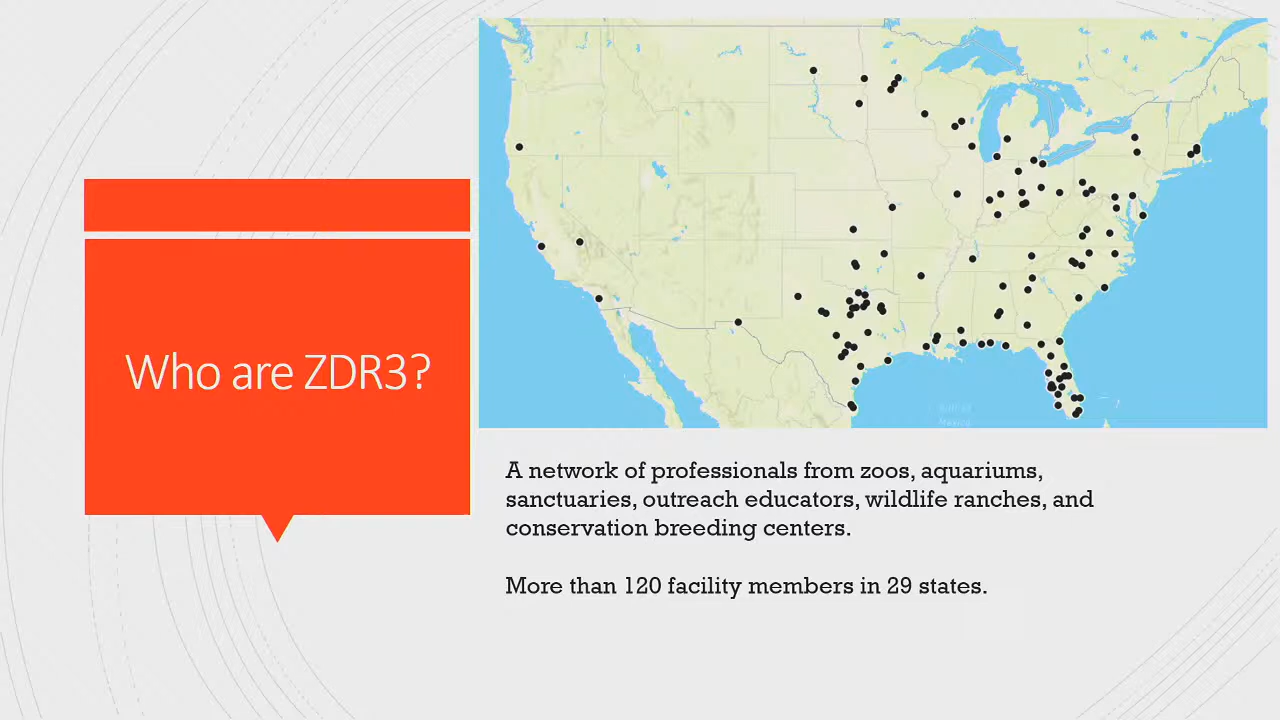 Who are ZDR3?
A network of professionals from zoos, aquariums,
sanctuaries, outreach educators, wildlife ranches, and
conservation breeding centers.
More than 120 facility members in 29 states.